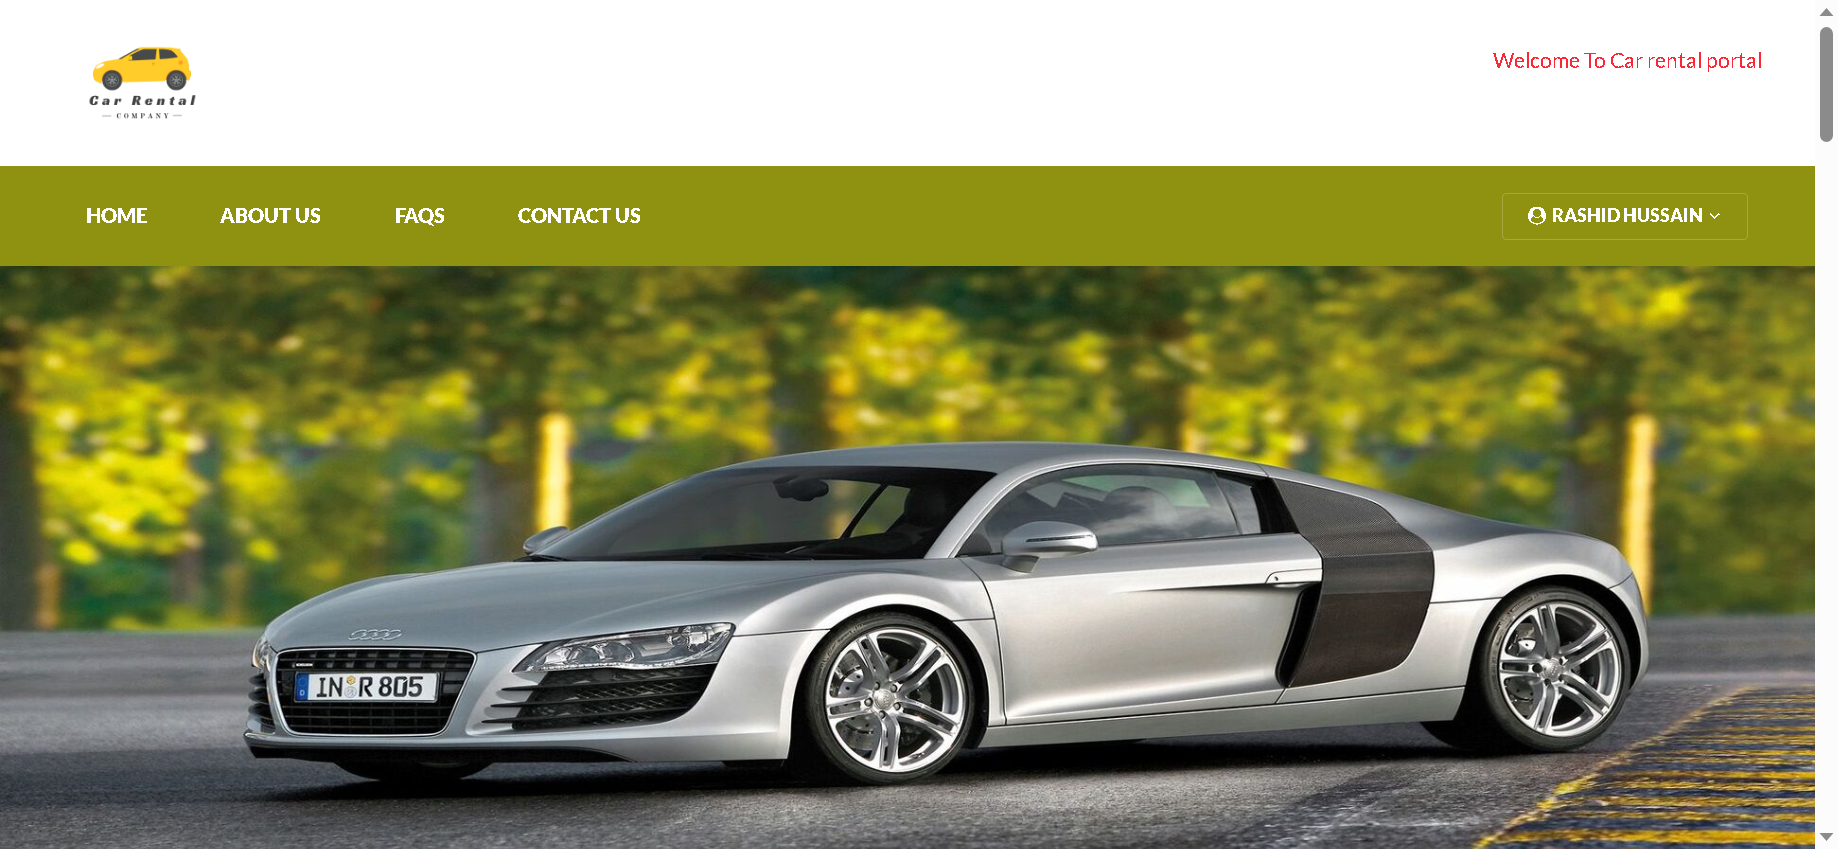 Car Rental
COMPANY
Welcome To Car rental portal
HOME
ABOUT US
FAQS
CONTACT US
RASHID HUSSAIN
IN R 805